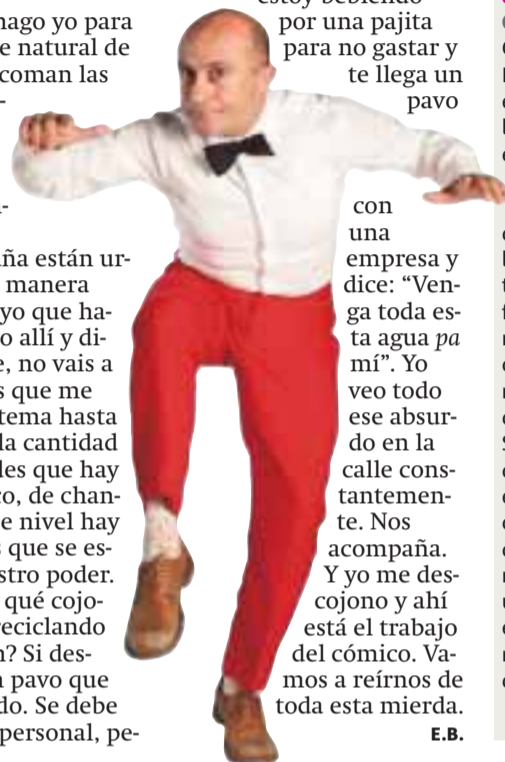 hago yo para
e natural de
coman las
-
-
ña están ur-
manera
yo que ha-
o allí y di-
e, no vais a
s que me
tema hasta
la cantidad
les que hay
co, de chan-
e nivel hay
s que se es-
stro poder.
qué cojo-
reciclando
n? Si des-
n pavo que
do. Se debe
personal, pe-
estoy bebiendo
por una pajita
para no gastar y
te llega un
pavo
con
una
empresa y
dice: “Ven-
ga toda es-
ta agua pa
mí”. Yo
veo todo
ese absur-
do en la
calle cons-
tantemen-
te. Nos
acompaña.
Y yo me des-
cojono y ahí
está el trabajo
del cómico. Va-
mos a reírnos de
toda esta mierda.
E.B.